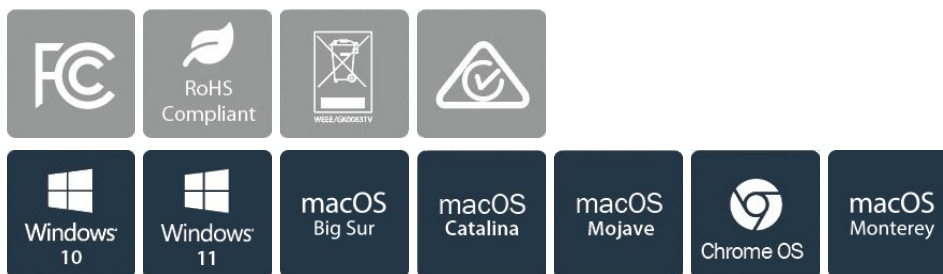 FC
RoHS
Compliant
WEEE/GK0083TV
Windows
10
Windows
11
macOS
Big Sur
macOS
Catalina
macOS
Mojave
Chrome OS
macOS
Monterey